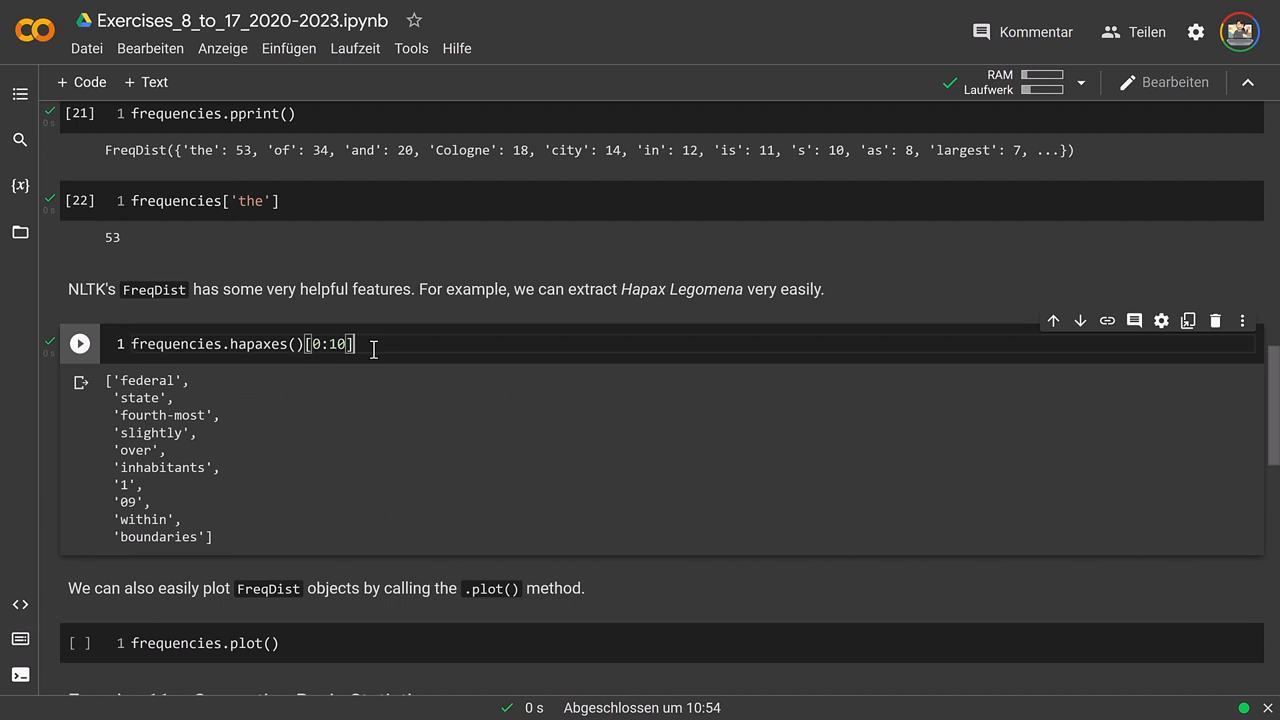 Exercises_8_to_17_2020-2023.ipynb
Kommentar
Teilen
Datei Bearbeiten Anzeige Einfügen Laufzeit Tools Hilfe
+ Code + Text
RAM
Laufwerk
Bearbeiten
[21] 1 frequencies.pprint()
0 s
FreqDist({'the': 53, 'of': 34, 'and': 20, 'Cologne': 18, 'city': 14, 'in': 12, 'is': 11, 's': 10, 'as': 8, 'largest': 7, ...})
[22] 1 frequencies['the']
0 s
53
NLTK's FreqDist has some very helpful features. For example, we can extract Hapax Legomena very easily.
1 frequencies.hapaxes()[0:10]
0 s
['federal',
'state',
'fourth-most',
'slightly',
'over',
'inhabitants',
'1',
'09',
'within',
'boundaries']
We can also easily plot FreqDist objects by calling the .plot() method.
[ ] 1 frequencies.plot()
0 s Abgeschlossen um 10:54